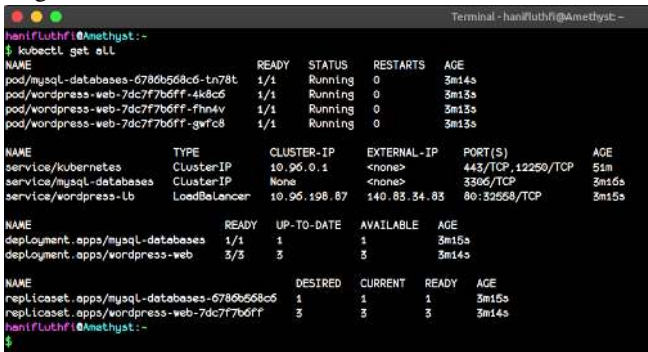 Terminal - hanifluthfi@Amethyst: ~
hanifluthfi@Amethyst:~
$ kubectl get all
NAME READY STATUS RESTARTS AGE
pod/mysql-databases-6786b568c6-tn78t 1/1 Running 0 3m14s
pod/wordpress-web-7dc7f7b6ff-4k8c6 1/1 Running 0 3m13s
pod/wordpress-web-7dc7f7b6ff-fhn4v 1/1 Running 0 3m13s
pod/wordpress-web-7dc7f7b6ff-gwfc8 1/1 Running 0 3m13s
NAME TYPE CLUSTER-IP EXTERNAL-IP PORT(S) AGE
service/kubernetes ClusterIP 10.96.0.1 <none> 443/TCP,12250/TCP 51m
service/mysql-databases ClusterIP None <none> 3306/TCP 3m16s
service/wordpress-lb LoadBalancer 10.96.198.87 140.83.34.83 80:32558/TCP 3m15s
NAME READY UP-TO-DATE AVAILABLE AGE
deployment.apps/mysql-databases 1/1 1 1 3m15s
deployment.apps/wordpress-web 3/3 3 3 3m14s
NAME DESIRED CURRENT READY AGE
replicaset.apps/mysql-databases-6786b568c6 1 1 1 3m15s
replicaset.apps/wordpress-web-7dc7f7b6ff 3 3 3 3m14s
hanifluthfi@Amethyst:~
$